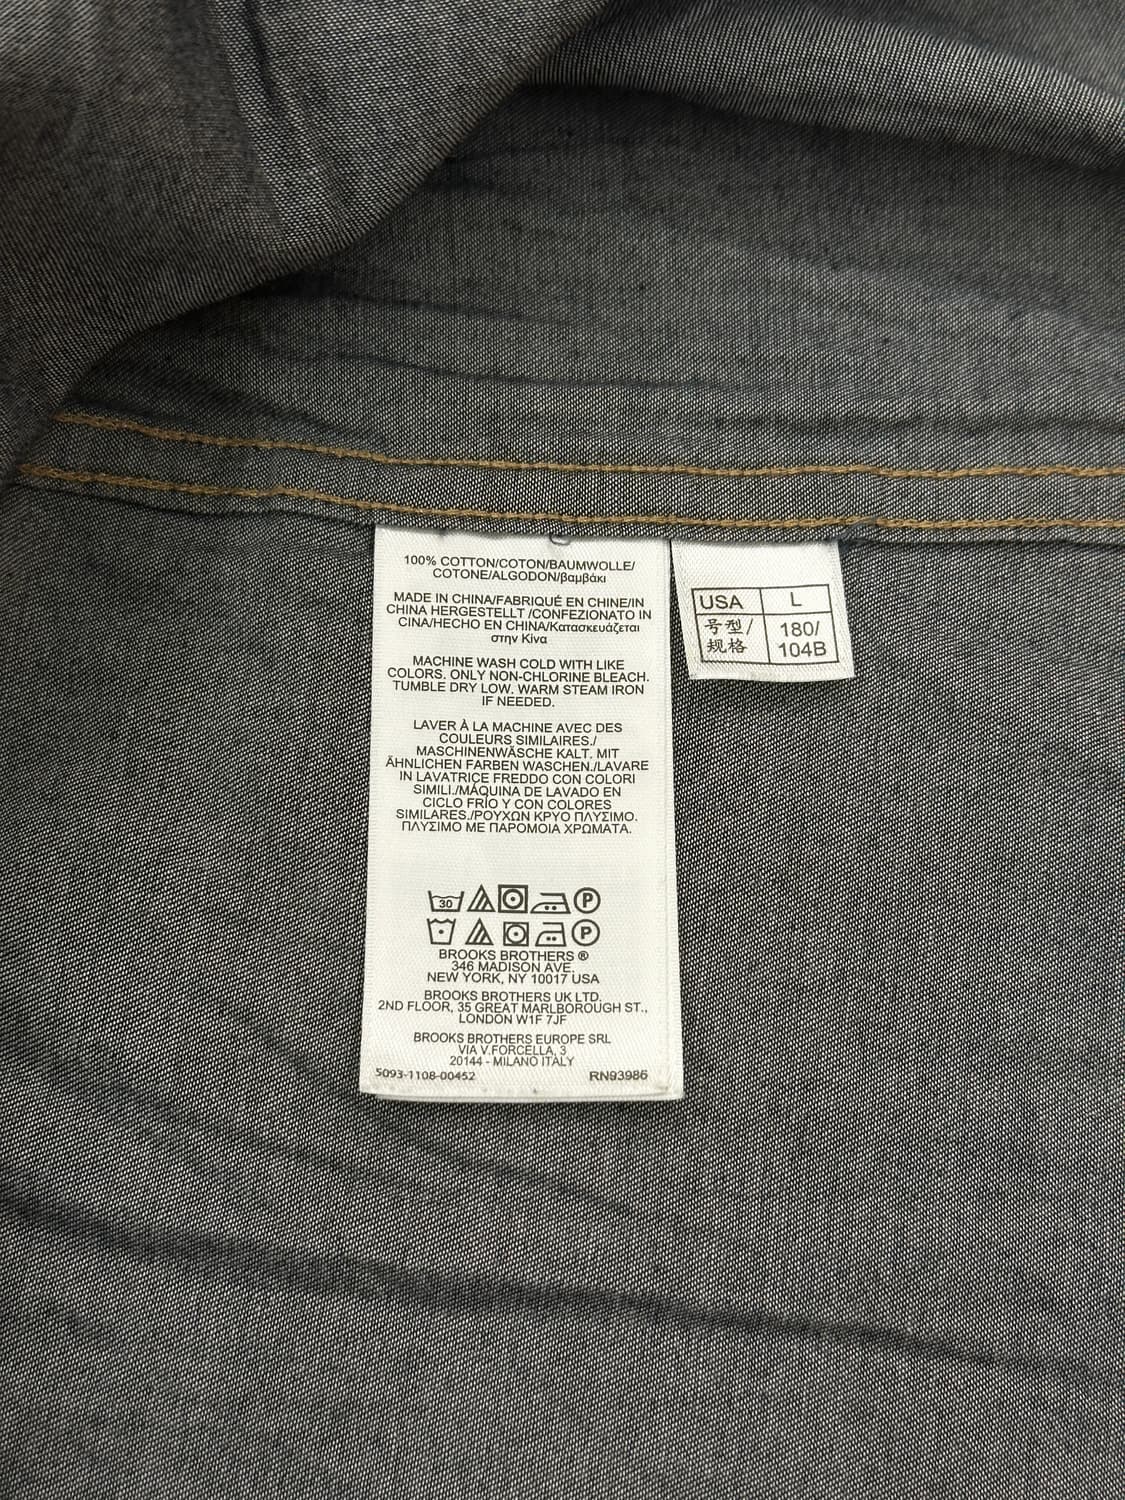 100% COTTON/COTON/BAUMWOLLE/
COTONE/ALGODON/βαμβάκι
MADE IN CHINA/FABRIQUÉ EN CHINE/IN
CHINA HERGESTELLT /CONFEZIONATO IN
CINA/HECHO EN CHINA/Κατασκευάζεται
στην Κίνα
MACHINE WASH COLD WITH LIKE
COLORS. ONLY NON-CHLORINE BLEACH.
TUMBLE DRY LOW. WARM STEAM IRON
IF NEEDED.
LAVER À LA MACHINE AVEC DES
COULEURS SIMILAIRES./
MASCHINENWÄSCHE KALT. MIT
ÄHNLICHEN FARBEN WASCHEN./LAVARE
IN LAVATRICE FREDDO CON COLORI
SIMILI./MÁQUINA DE LAVADO EN
CICLO FRÍO Y CON COLORES
SIMILARES./ΡΟΥΧΩΝ ΚΡΥΟ ΠΛΥΣΙΜΟ.
ΠΛΥΣΙΜΟ ΜΕ ΠΑΡΟΜΟΙΑ ΧΡΩΜΑΤΑ.
30 P
P
BROOKS BROTHERS ®
346 MADISON AVE.
NEW YORK, NY 10017 USA
BROOKS BROTHERS UK LTD.
2ND FLOOR, 35 GREAT MARLBOROUGH ST.,
LONDON W1F 7JF
BROOKS BROTHERS EUROPE SRL
VIA V.FORCELLA, 3
20144 - MILANO ITALY
5093-1108-00452 RN93986
USA L
号型/ 180/
规格 104B